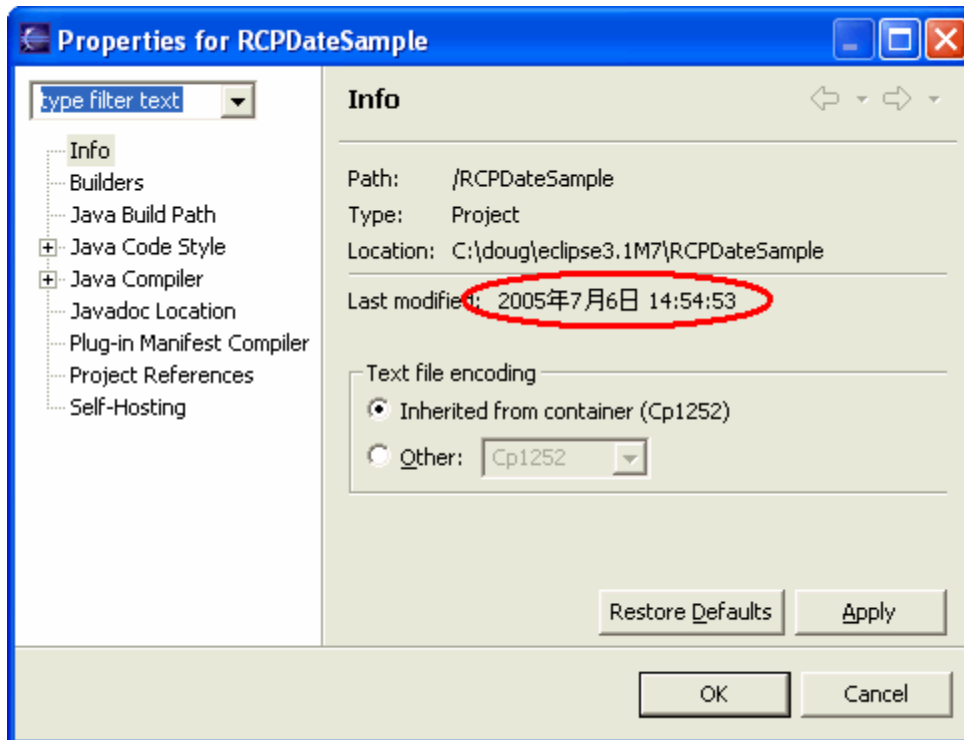 Properties for RCPDateSample
type filter text
Info
Builders
Java Build Path
Java Code Style
Java Compiler
Javadoc Location
Plug-in Manifest Compiler
Project References
Self-Hosting
Info
Path: /RCPDateSample
Type: Project
Location: C:\doug\eclipse3.1M7\RCPDateSample
Last modified: 2005年7月6日 14:54:53
Text file encoding
Inherited from container (Cp1252)
Other: Cp1252
Restore Defaults Apply
OK Cancel